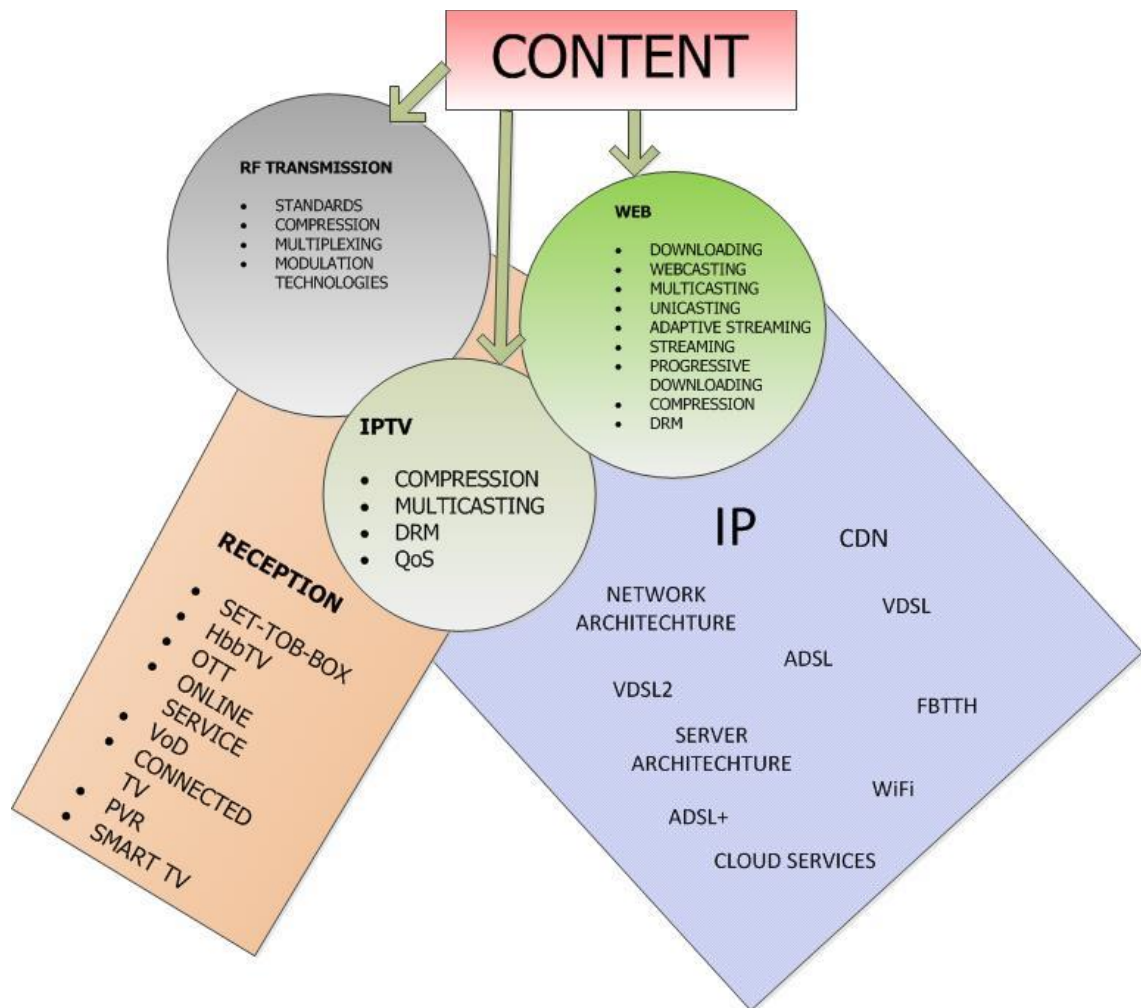 CONTENT
RF TRANSMISSION
• STANDARDS
• COMPRESSION
• MULTIPLEXING
• MODULATION
TECHNOLOGIES
WEB
• DOWNLOADING
• WEBCASTING
• MULTICASTING
• UNICASTING
• ADAPTIVE STREAMING
• STREAMING
• PROGRESSIVE
DOWNLOADING
• COMPRESSION
• DRM
IPTV
• COMPRESSION
• MULTICASTING
• DRM
• QoS
RECEPTION
• SET-TOB-BOX
• HbbTV
• OTT
• ONLINE
SERVICE
• VoD
• CONNECTED
TV
• PVR
• SMART TV
IP
CDN
NETWORK
ARCHITECHTURE
VDSL
ADSL
VDSL2
FBTTH
SERVER
ARCHITECHTURE
WiFi
ADSL+
CLOUD SERVICES